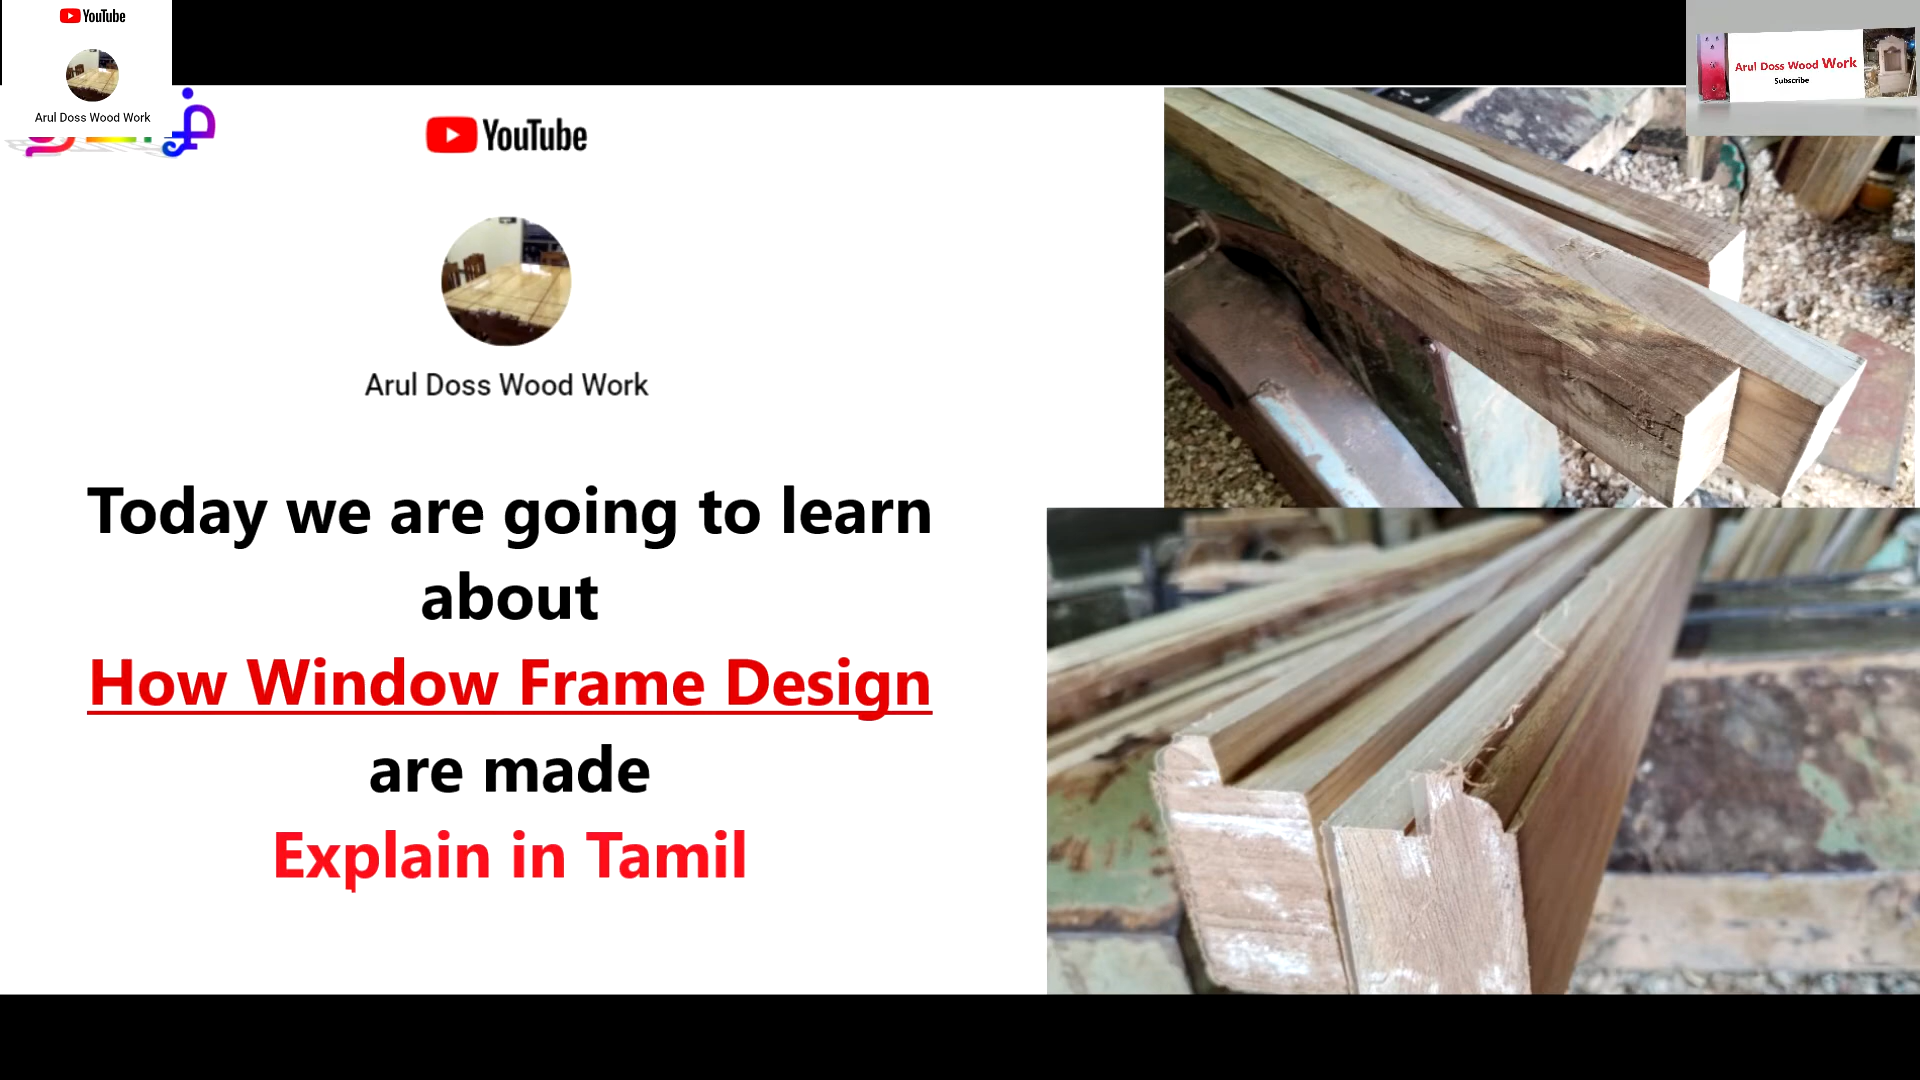 YouTube
Arul Doss Wood Work
Arul Doss Wood Work
Subscribe
YouTube
Arul Doss Wood Work
Today we are going to learn
about
How Window Frame Design
are made
Explain in Tamil